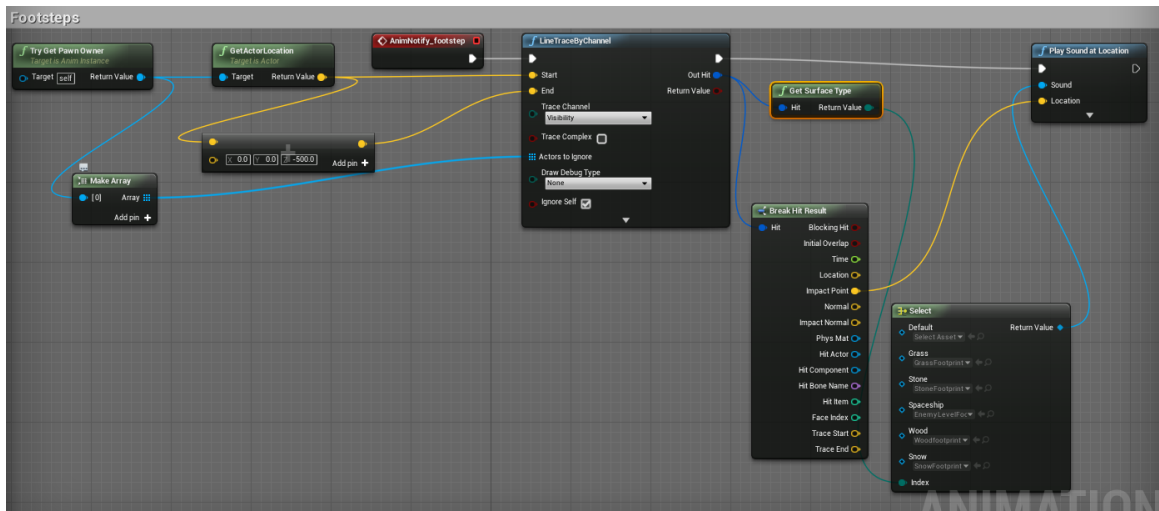 Footsteps
Try Get Pawn Owner
Target is Anim Instance
Target self Return Value
GetActorLocation
Target is Actor
Target Return Value
AnimNotify_footstep
LineTraceByChannel
Start Out Hit
End Return Value
Trace Channel
Visibility
Trace Complex
Actors to Ignore
Draw Debug Type
None
Ignore Self
X 0.0 Y 0.0 Z -500.0 Add pin +
Make Array
[0] Array
Add pin +
Get Surface Type
Hit Return Value
Play Sound at Location
Sound
Location
Break Hit Result
Hit Blocking Hit
Initial Overlap
Time
Location
Impact Point
Normal
Impact Normal
Phys Mat
Hit Actor
Hit Component
Hit Bone Name
Hit Item
Face Index
Trace Start
Trace End
Select
Default Return Value
Select Asset
Grass
GrassFootprint
Stone
StoneFootprint
Spaceship
EnemyLevelFoo
Wood
Woodfootprint
Snow
SnowFootprint
Index
ANIMATION